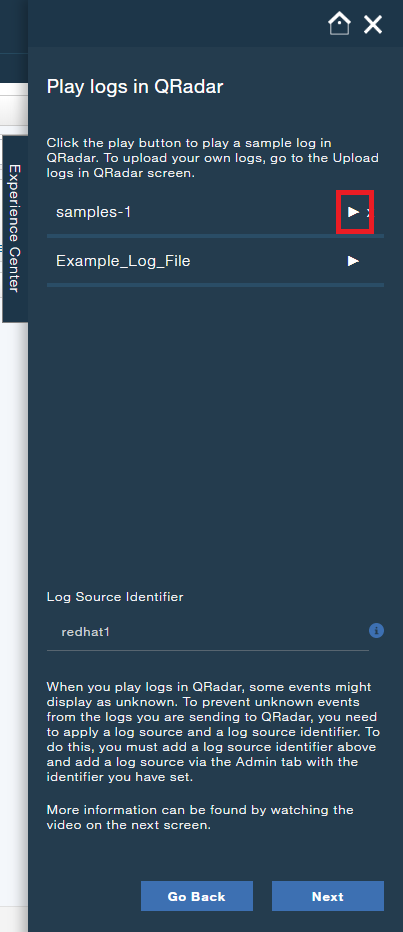 Play logs in QRadar
Click the play button to play a sample log in
QRadar. To upload your own logs, go to the Upload
logs in QRadar screen.
samples-1
Example_Log_File
Experience Center
Log Source Identifier
redhat1
When you play logs in QRadar, some events might
display as unknown. To prevent unknown events
from the logs you are sending to QRadar, you need
to apply a log source and a log source identifier. To
do this, you must add a log source identifier above
and add a log source via the Admin tab with the
identifier you have set.
More information can be found by watching the
video on the next screen.
Go Back
Next